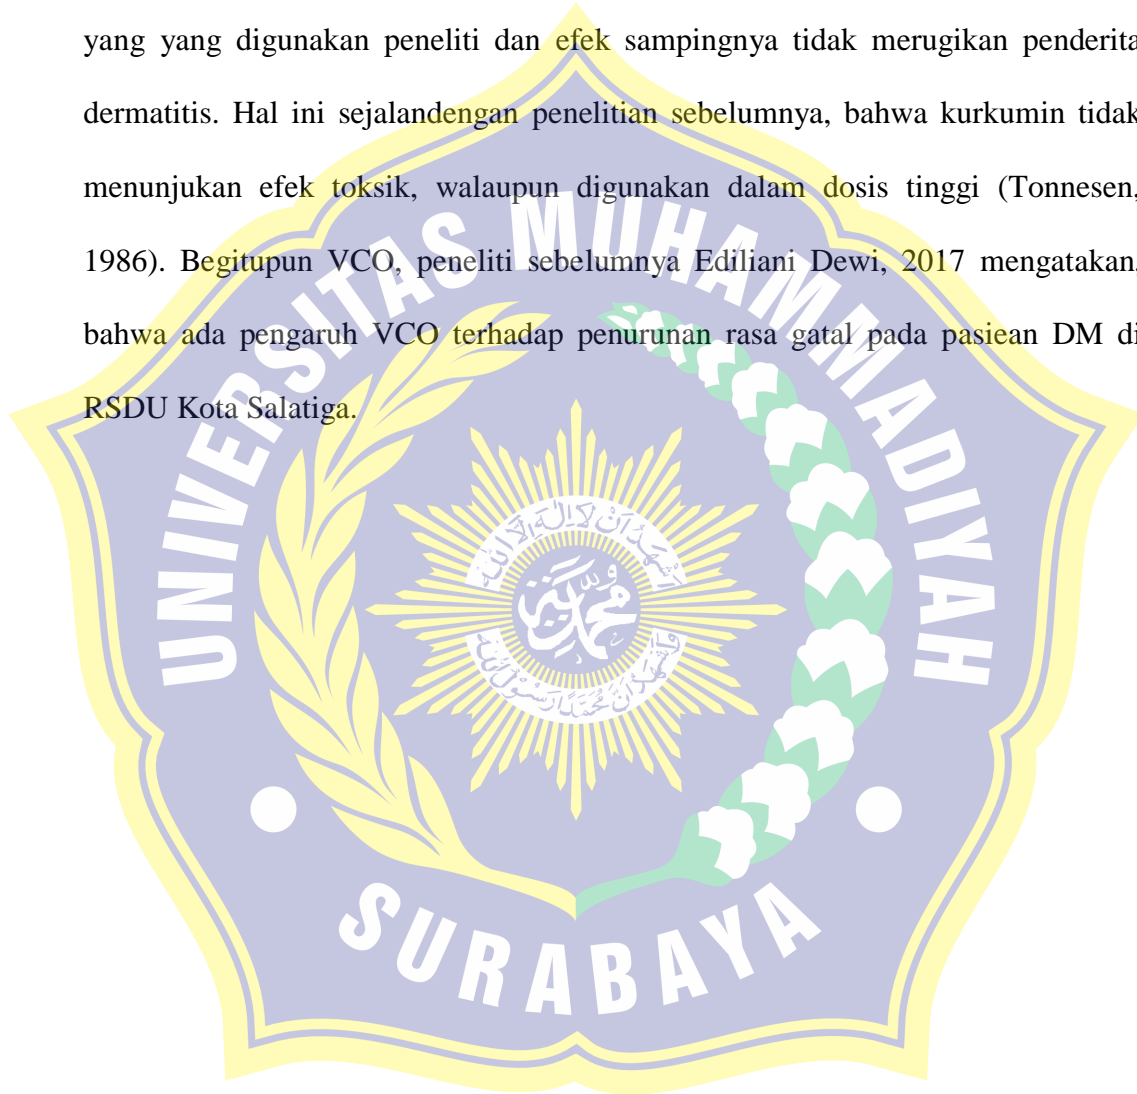 yang yang digunakan peneliti dan efek sampingnya tidak merugikan penderita
dermatitis. Hal ini sejalandengan penelitian sebelumnya, bahwa kurkumin tidak
menunjukan efek toksik, walaupun digunakan dalam dosis tinggi (Tonnesen,
1986). Begitupun VCO, peneliti sebelumnya Ediliani Dewi, 2017 mengatakan,
bahwa ada pengaruh VCO terhadap penurunan rasa gatal pada pasiean DM di
RSDU Kota Salatiga.
UNIVERSITAS MUHAMMADIYAH
SURABAYA